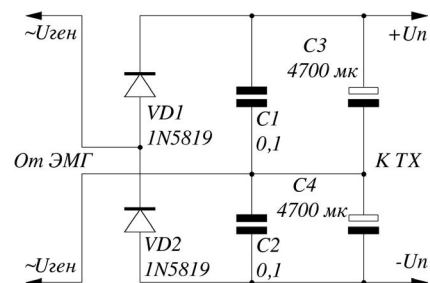 ~Uген
+Uп
C3
4700 мк
VD1
1N5819
C1
0,1
От ЭМГ
К ТХ
C4
4700 мк
VD2
1N5819
C2
0,1
~Uген
-Uп